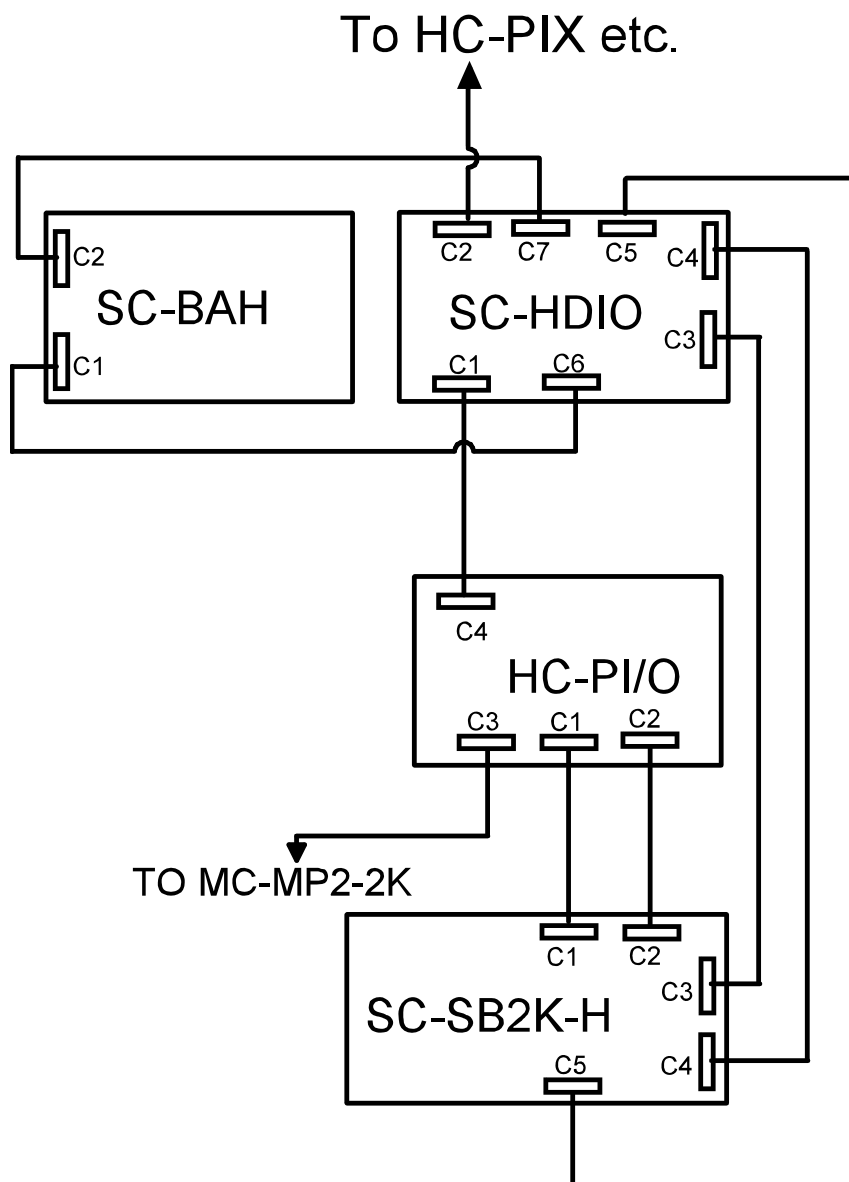 To HC-PIX etc.
C2
SC-BAH
C1
C2
C7
C5
C4
SC-HDIO
C3
C1
C6
C4
HC-PI/O
C3
C1
C2
TO MC-MP2-2K
C1
C2
C3
SC-SB2K-H
C4
C5